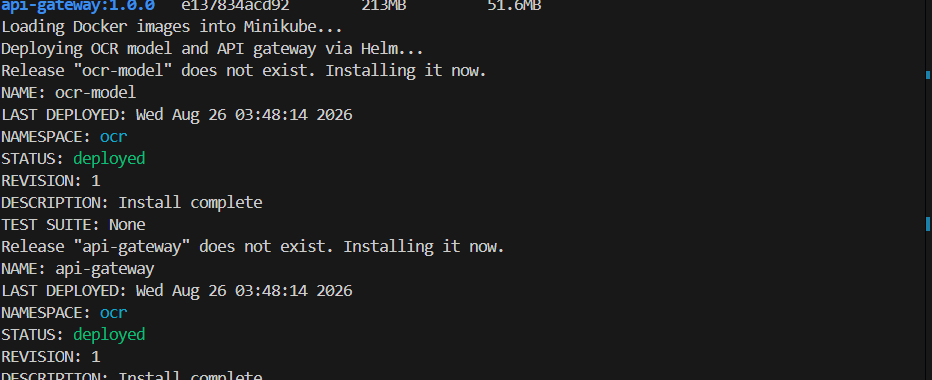 api-gateway:1.0.0   e137834acd92        213MB         51.6MB
Loading Docker images into Minikube...
Deploying OCR model and API gateway via Helm...
Release "ocr-model" does not exist. Installing it now.
NAME: ocr-model
LAST DEPLOYED: Wed Aug 26 03:48:14 2026
NAMESPACE: ocr
STATUS: deployed
REVISION: 1
DESCRIPTION: Install complete
TEST SUITE: None
Release "api-gateway" does not exist. Installing it now.
NAME: api-gateway
LAST DEPLOYED: Wed Aug 26 03:48:14 2026
NAMESPACE: ocr
STATUS: deployed
REVISION: 1
DESCRIPTION: Install complete